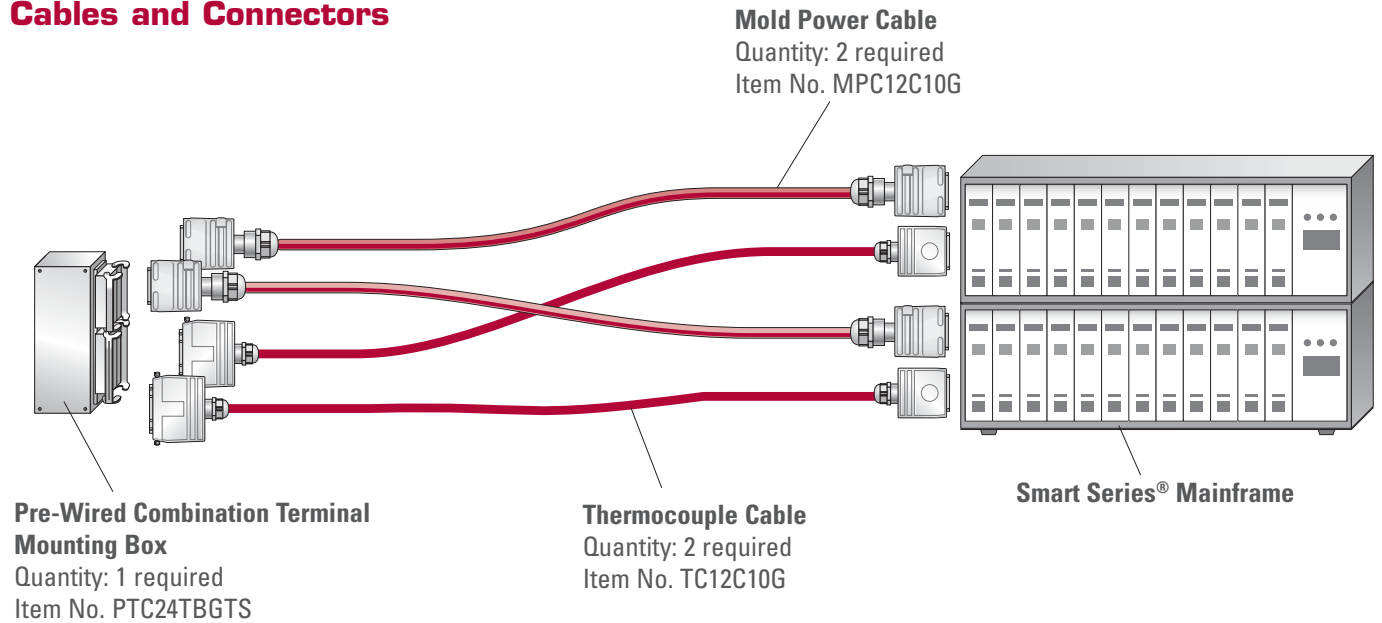 Cables and Connectors
Mold Power Cable
Quantity: 2 required
Item No. MPC12C10G
Smart Series® Mainframe
Pre-Wired Combination Terminal
Mounting Box
Quantity: 1 required
Item No. PTC24TBGTS
Thermocouple Cable
Quantity: 2 required
Item No. TC12C10G